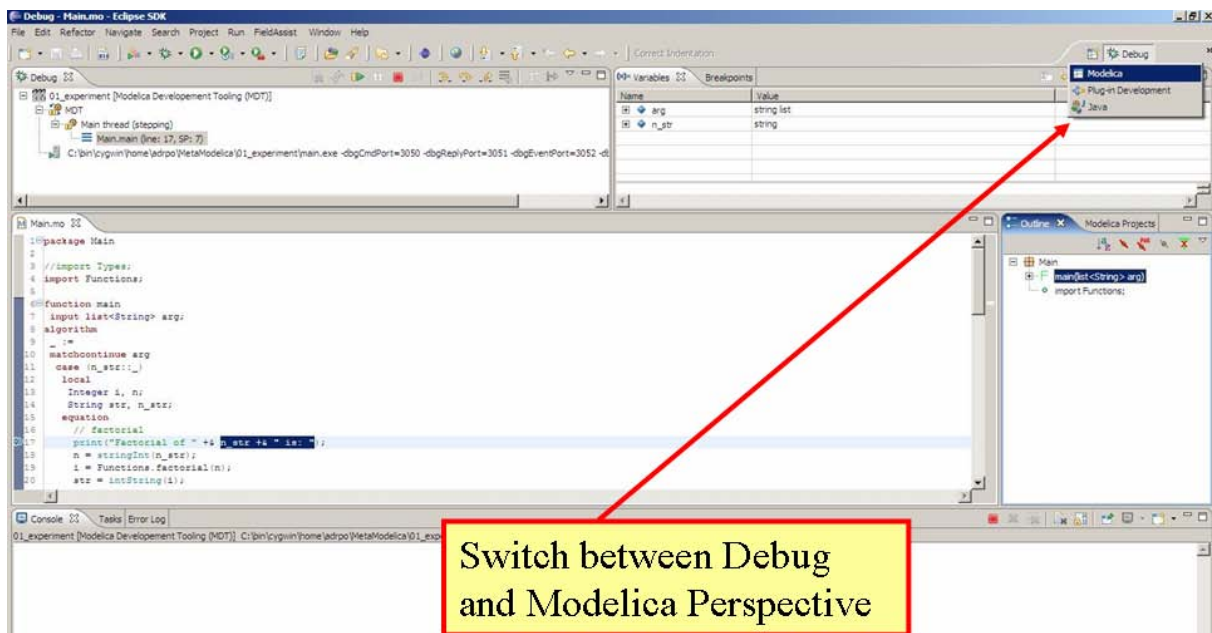 Debug - Main.mo - Eclipse SDK
File Edit Refactor Navigate Search Project Run FieldAssist Window Help
Correct Indentation
Debug
Debug
Variables Breakpoints
Modelica
Plug-in Development
Java
01_experiment [Modelica Developement Tooling (MDT)]
MDT
Main thread (stepping)
Main.main (line: 17, SP: 7)
C:\bin\cygwin\home\adrpo\MetaModelica\01_experiment\main.exe -dbgCmdPort=3050 -dbgReplyPort=3051 -dbgEventPort=3052
Name Value
arg string list
n_str string
Main.mo
1 package Main
2
3 //import Types;
4 import Functions;
5
6 function main
7 input list<String> arg;
8 algorithm
9 _ :=
10 matchcontinue arg
11 case (n_str::_)
12 local
13 Integer i, n;
14 String str, n_str;
15 equation
16 // factorial
17 print("Factorial of " +& n_str +& " is: ");
18 n = stringInt(n_str);
19 i = Functions.factorial(n);
20 str = intString(i);
Outline Modelica Projects
Main
main(list<String> arg)
import Functions;
Console Tasks Error Log
01_experiment [Modelica Developement Tooling (MDT)] C:\bin\cygwin\home\adrpo\MetaModelica\01_exp
Switch between Debug
and Modelica Perspective